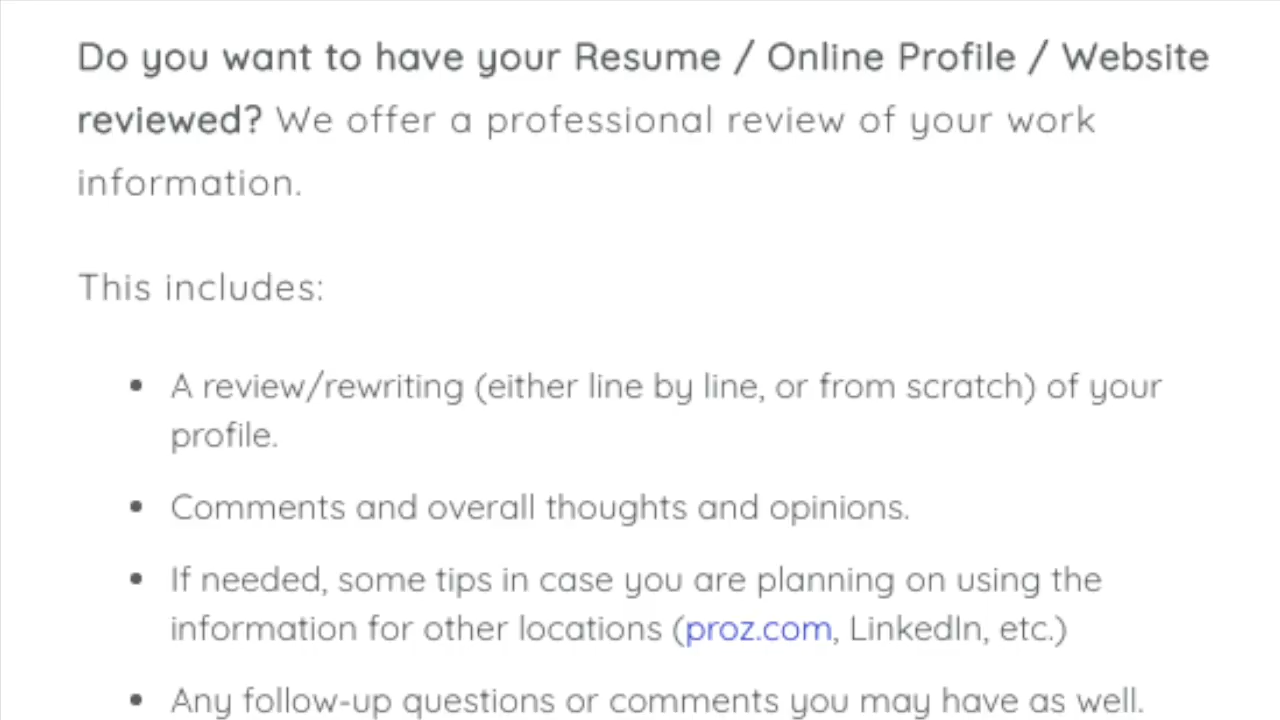 Do you want to have your Resume / Online Profile / Website
reviewed? We offer a professional review of your work
information.
This includes:
• A review/rewriting (either line by line, or from scratch) of your
profile.
• Comments and overall thoughts and opinions.
• If needed, some tips in case you are planning on using the
information for other locations (proz.com, LinkedIn, etc.)
• Any follow-up questions or comments you may have as well.